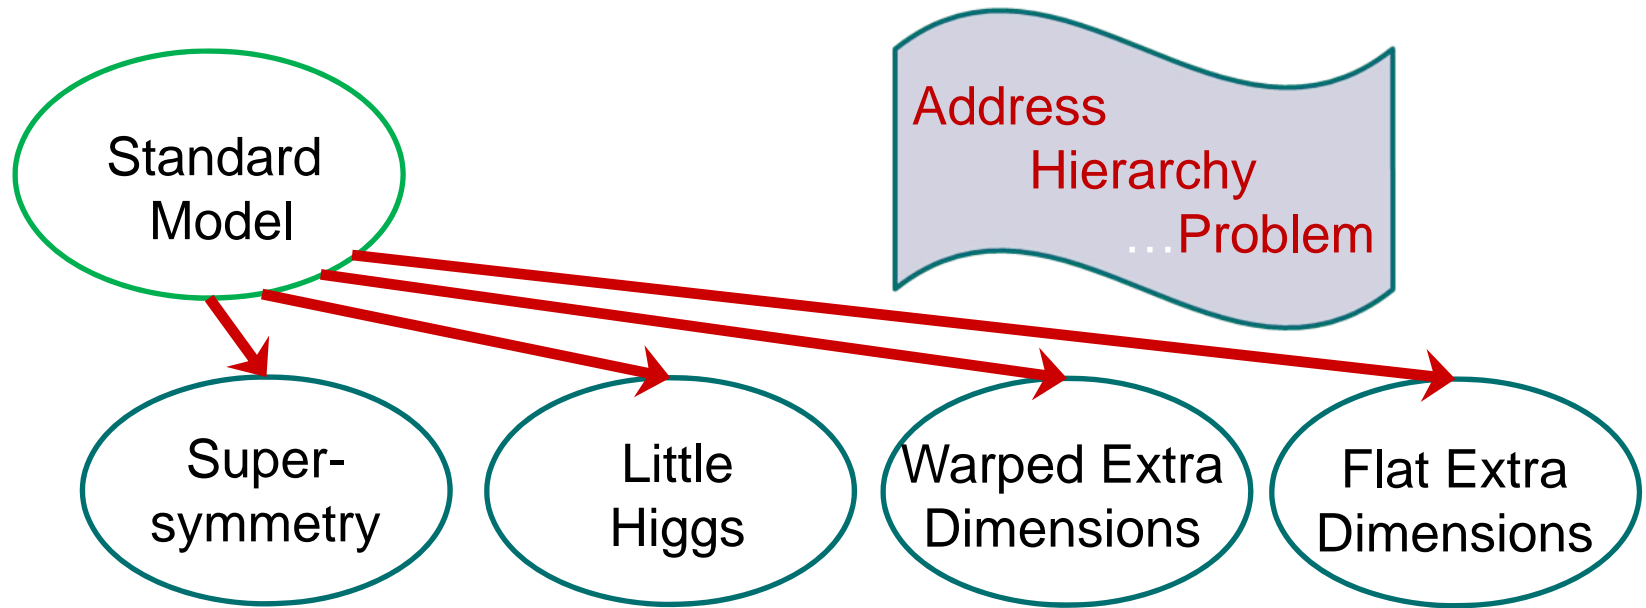 Standard
Model
Address
Hierarchy
...Problem
Super-
symmetry
Little
Higgs
Warped Extra
Dimensions
Flat Extra
Dimensions